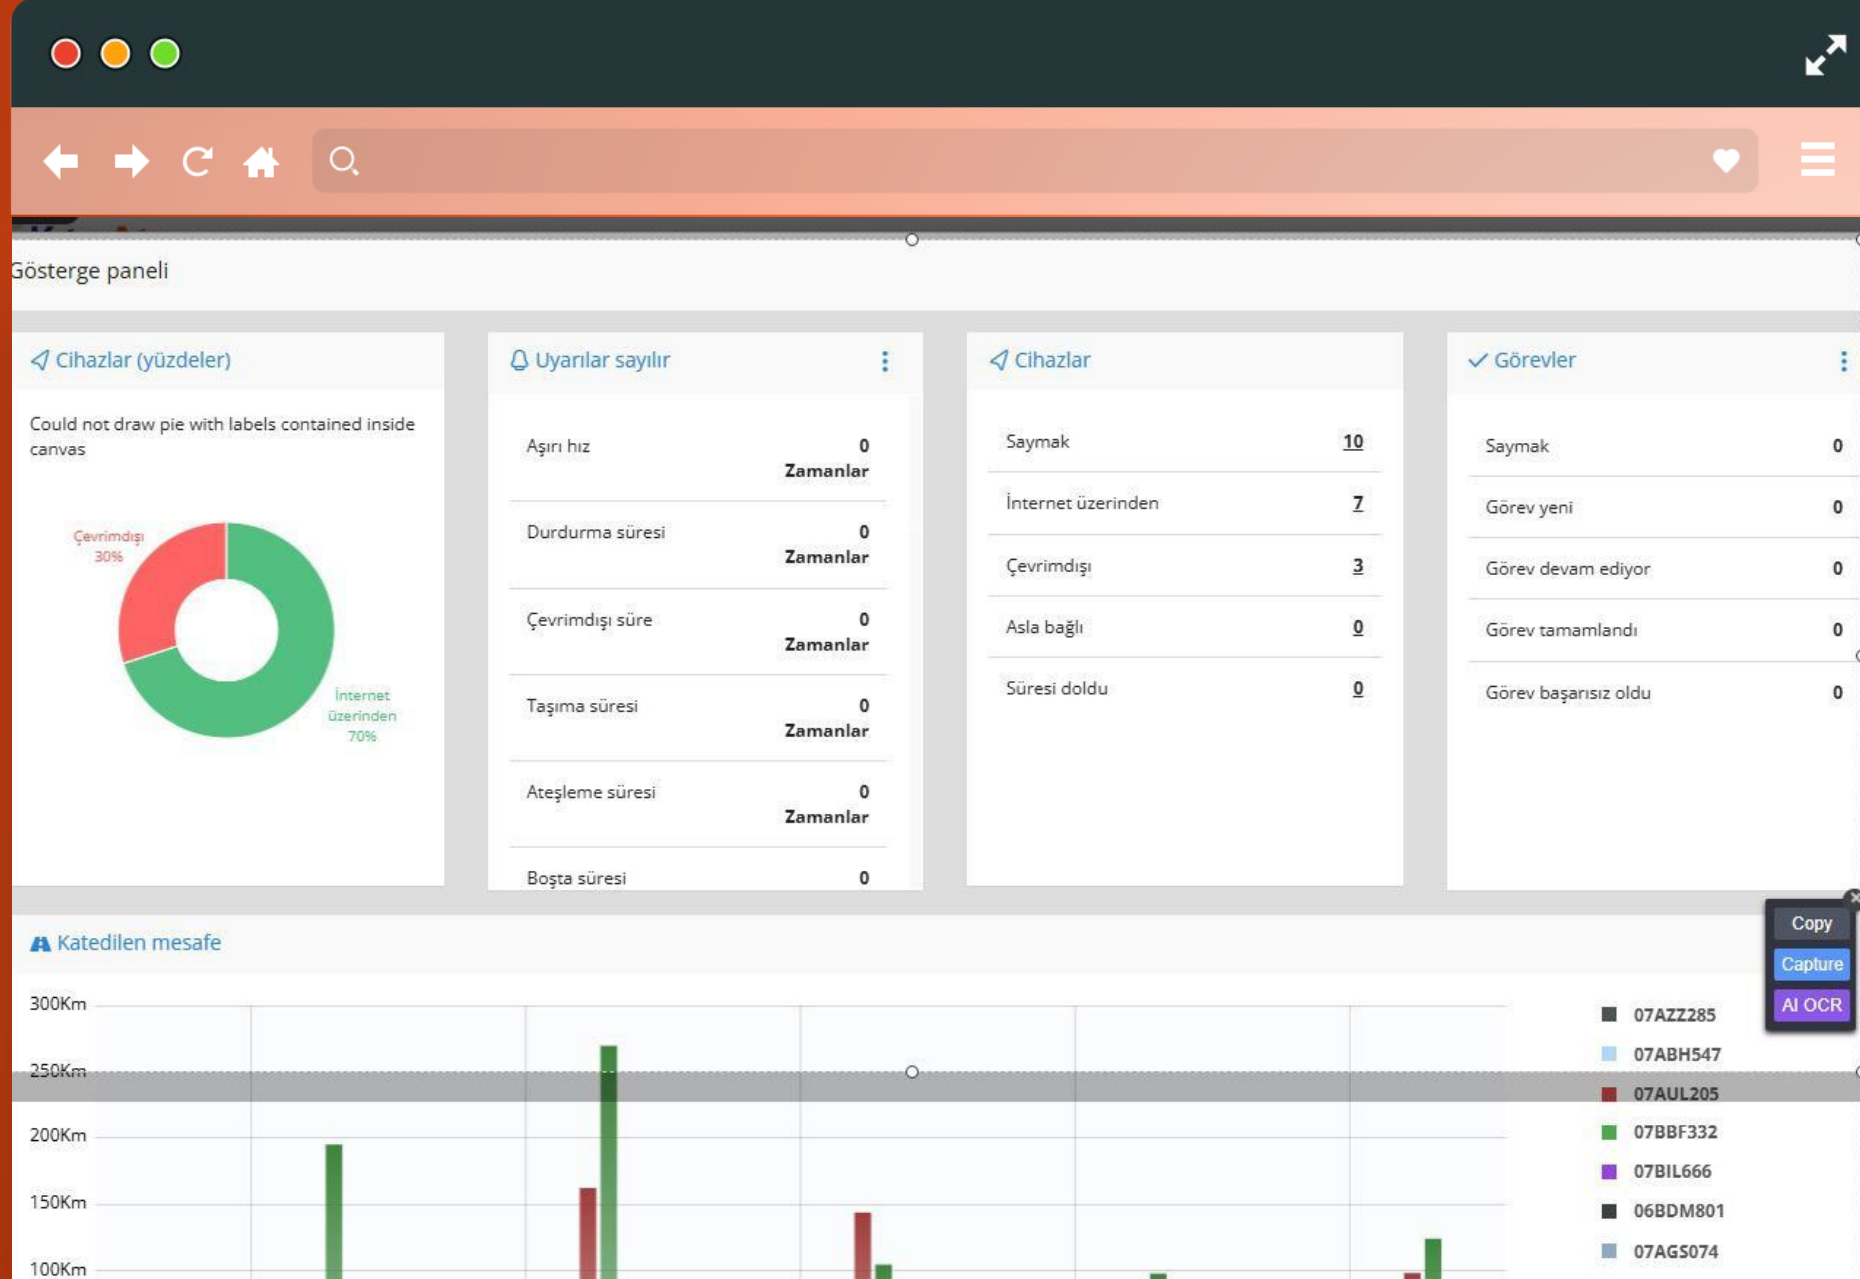 Gösterge paneli
Cihazlar (yüzdeler)
Could not draw pie with labels contained inside
canvas
Çevrimdışı
30%
İnternet
üzerinden
70%
Uyarılar sayılır
Aşırı hız 0
Zamanlar
Durdurma süresi 0
Zamanlar
Çevrimdışı süre 0
Zamanlar
Taşıma süresi 0
Zamanlar
Ateşleme süresi 0
Zamanlar
Boşta süresi 0
Cihazlar
Saymak 10
İnternet üzerinden 7
Çevrimdışı 3
Asla bağlı 0
Süresi doldu 0
Görevler
Saymak 0
Görev yeni 0
Görev devam ediyor 0
Görev tamamlandı 0
Görev başarısız oldu 0
Copy
Capture
AI OCR
Katedilen mesafe
300Km
250Km
200Km
150Km
100Km
07AZZ285
07ABH547
07AUL205
07BBF332
07BIL666
06BDM801
07AGS074